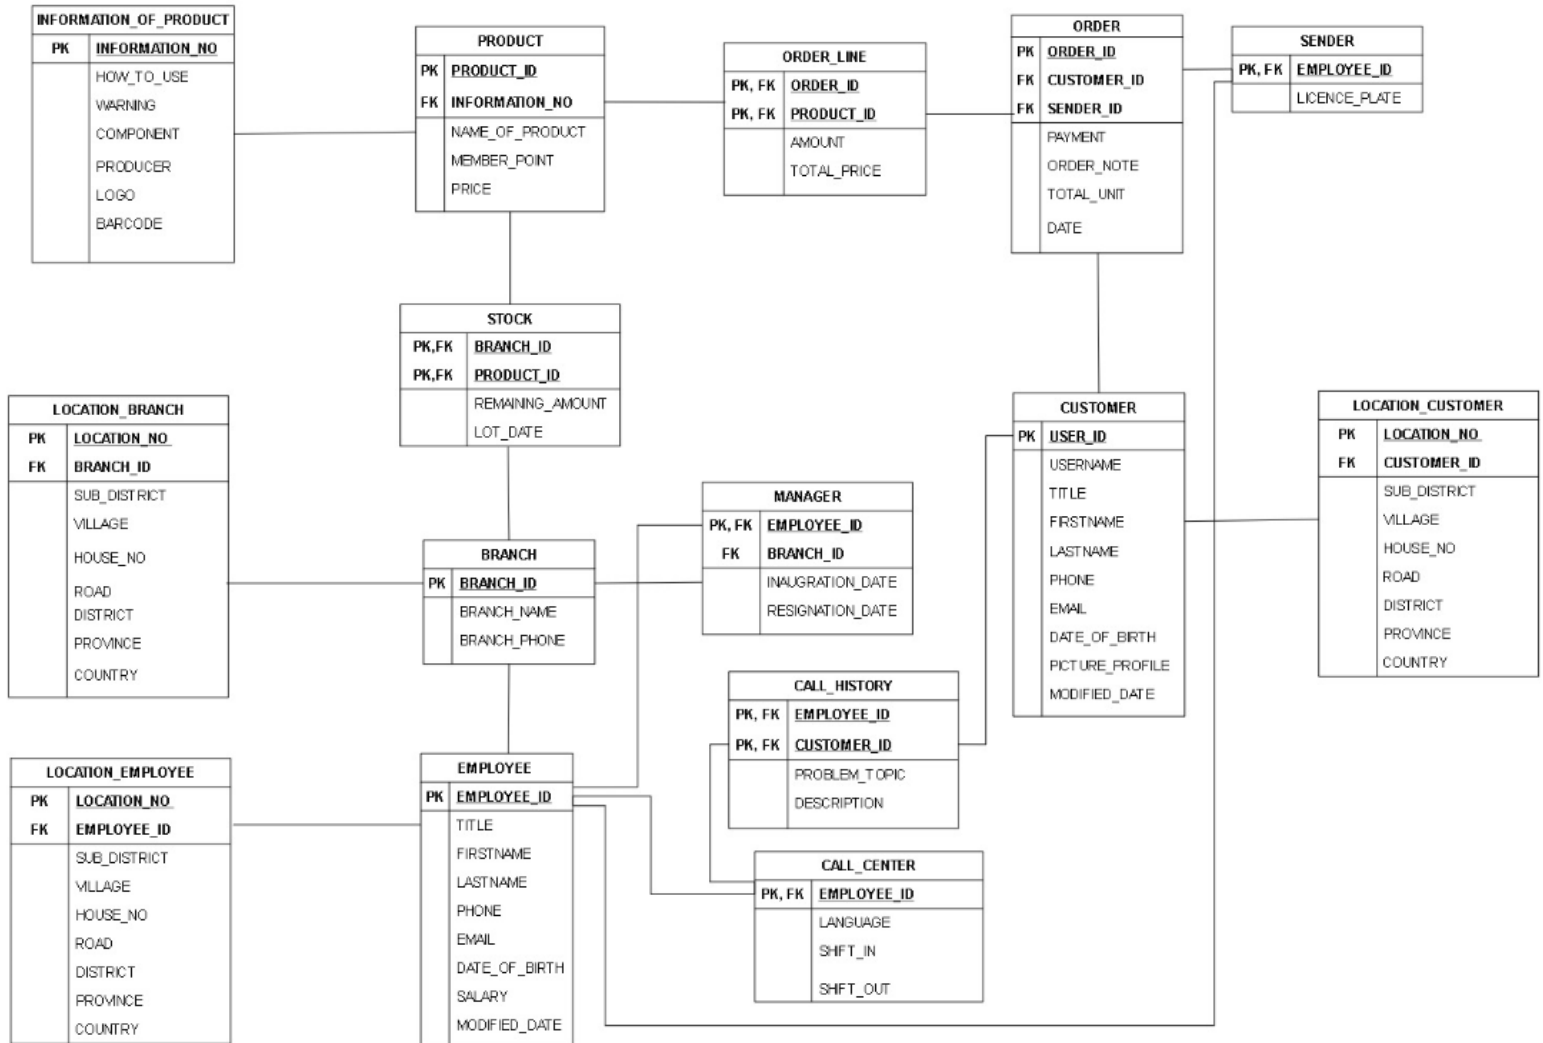 INFORMATION_OF_PRODUCT
PK INFORMATION_NO
HOW_TO_USE
WARNING
COMPONENT
PRODUCER
LOGO
BARCODE
PRODUCT
PK PRODUCT_ID
FK INFORMATION_NO
NAME_OF_PRODUCT
MEMBER_POINT
PRICE
ORDER_LINE
PK, FK ORDER_ID
PK, FK PRODUCT_ID
AMOUNT
TOTAL_PRICE
ORDER
PK ORDER_ID
FK CUSTOMER_ID
FK SENDER_ID
PAYMENT
ORDER_NOTE
TOTAL_UNIT
DATE
SENDER
PK, FK EMPLOYEE_ID
LICENCE_PLATE
STOCK
PK,FK BRANCH_ID
PK,FK PRODUCT_ID
REMAINING_AMOUNT
LOT_DATE
LOCATION_BRANCH
PK LOCATION_NO
FK BRANCH_ID
SUB_DISTRICT
VILLAGE
HOUSE_NO
ROAD
DISTRICT
PROVINCE
COUNTRY
BRANCH
PK BRANCH_ID
BRANCH_NAME
BRANCH_PHONE
MANAGER
PK, FK EMPLOYEE_ID
FK BRANCH_ID
INAUGRATION_DATE
RESIGNATION_DATE
CUSTOMER
PK USER_ID
USERNAME
TITLE
FIRSTNAME
LASTNAME
PHONE
EMAIL
DATE_OF_BIRTH
PICTURE_PROFILE
MODIFIED_DATE
LOCATION_CUSTOMER
PK LOCATION_NO
FK CUSTOMER_ID
SUB_DISTRICT
VILLAGE
HOUSE_NO
ROAD
DISTRICT
PROVINCE
COUNTRY
CALL_HISTORY
PK, FK EMPLOYEE_ID
PK, FK CUSTOMER_ID
PROBLEM_TOPIC
DESCRIPTION
LOCATION_EMPLOYEE
PK LOCATION_NO
FK EMPLOYEE_ID
SUB_DISTRICT
VILLAGE
HOUSE_NO
ROAD
DISTRICT
PROVINCE
COUNTRY
EMPLOYEE
PK EMPLOYEE_ID
TITLE
FIRSTNAME
LASTNAME
PHONE
EMAIL
DATE_OF_BIRTH
SALARY
MODIFIED_DATE
CALL_CENTER
PK, FK EMPLOYEE_ID
LANGUAGE
SHIFT_IN
SHIFT_OUT